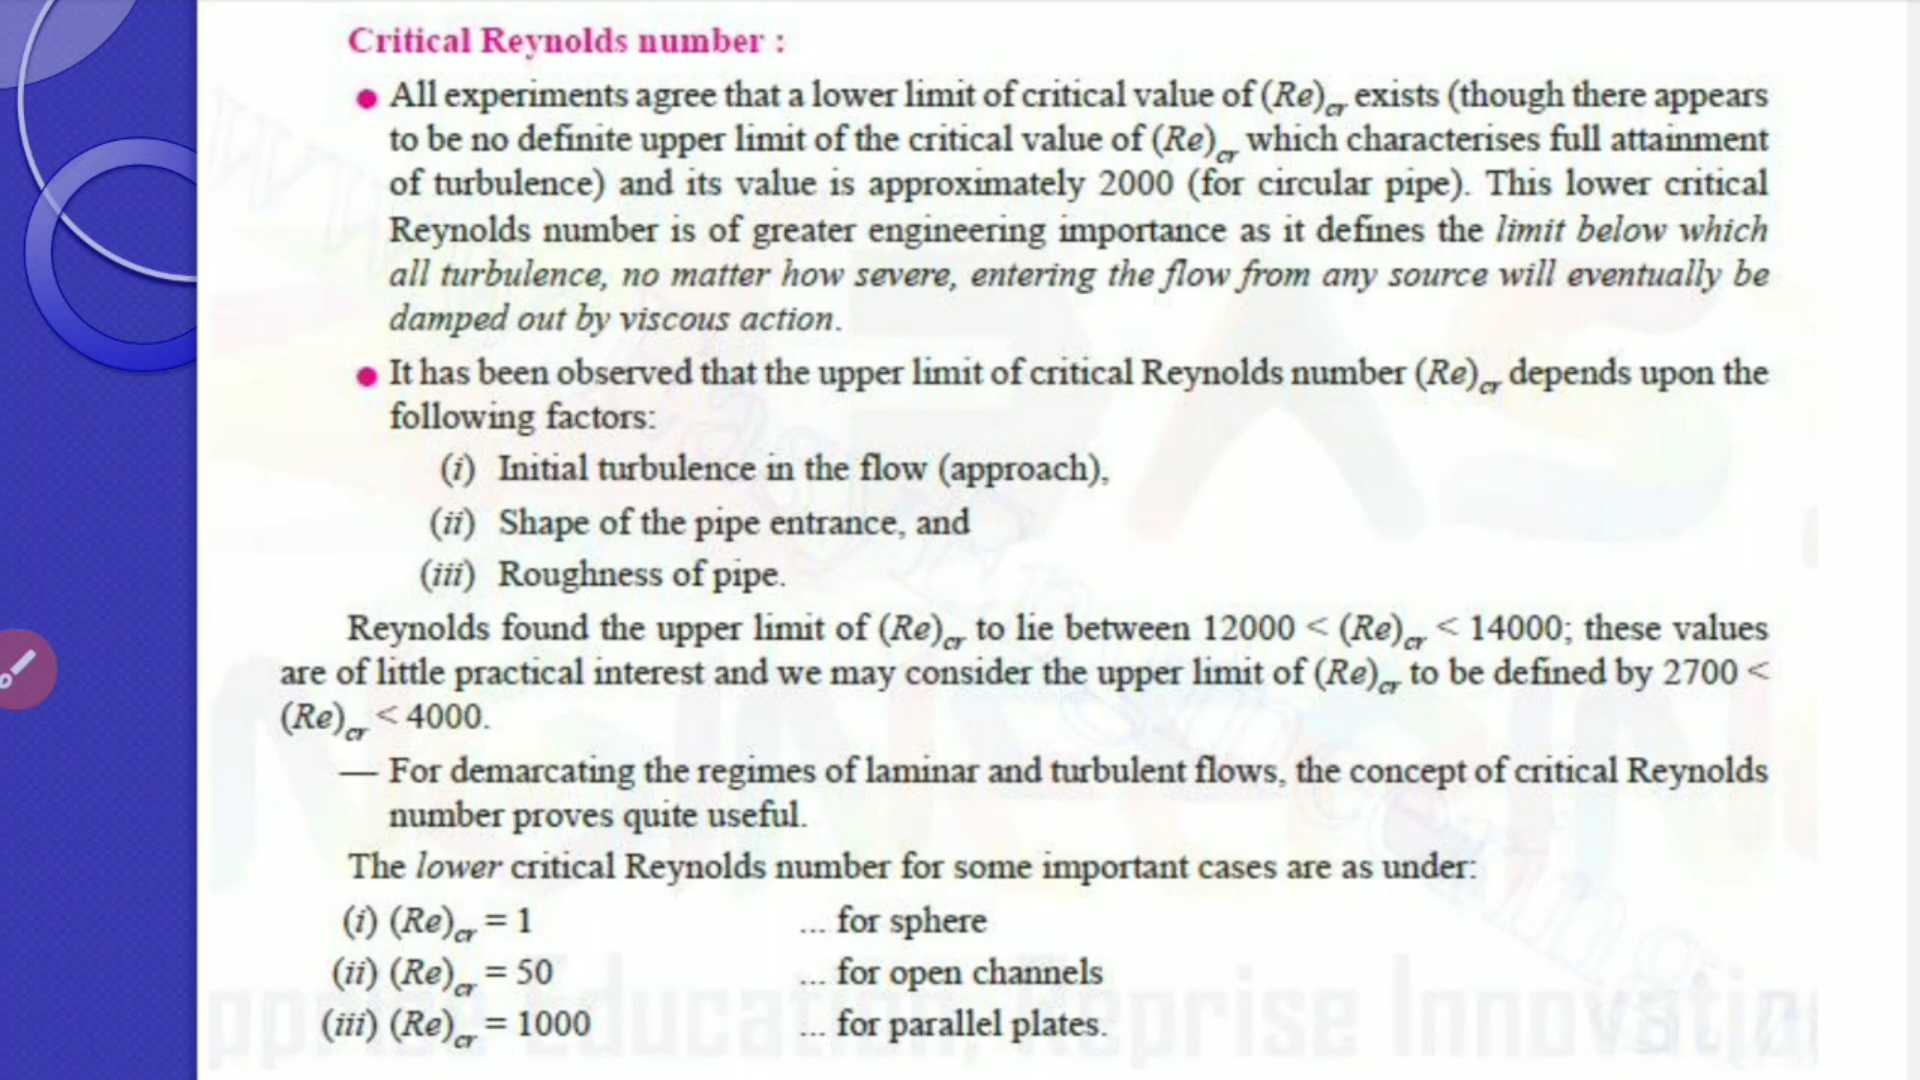 Critical Reynolds number :
● All experiments agree that a lower limit of critical value of (Re)cr exists (though there appears
to be no definite upper limit of the critical value of (Re)cr which characterises full attainment
of turbulence) and its value is approximately 2000 (for circular pipe). This lower critical
Reynolds number is of greater engineering importance as it defines the limit below which
all turbulence, no matter how severe, entering the flow from any source will eventually be
damped out by viscous action.
● It has been observed that the upper limit of critical Reynolds number (Re)cr depends upon the
following factors:
(i) Initial turbulence in the flow (approach),
(ii) Shape of the pipe entrance, and
(iii) Roughness of pipe.
Reynolds found the upper limit of (Re)cr to lie between 12000 < (Re)cr < 14000; these values
are of little practical interest and we may consider the upper limit of (Re)cr to be defined by 2700 <
(Re)cr < 4000.
— For demarcating the regimes of laminar and turbulent flows, the concept of critical Reynolds
number proves quite useful.
The lower critical Reynolds number for some important cases are as under:
(i) (Re)cr = 1 ... for sphere
(ii) (Re)cr = 50 ... for open channels
(iii) (Re)cr = 1000 ... for parallel plates.